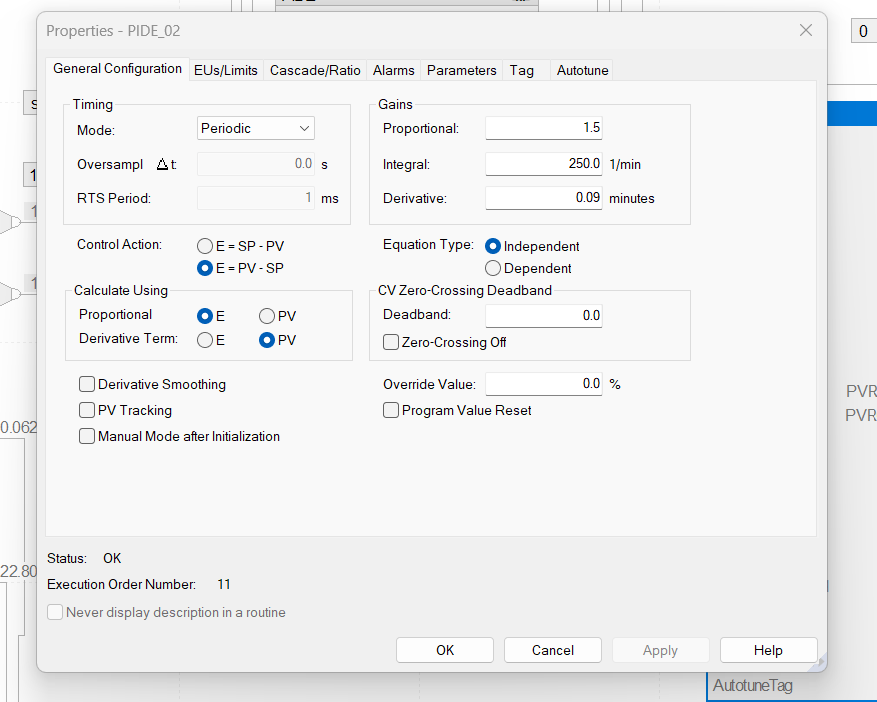 Properties - PIDE_02
0
General Configuration EUs/Limits Cascade/Ratio Alarms Parameters Tag Autotune
Timing
Mode: Periodic
Oversampl Δt: 0.0 s
RTS Period: 1 ms
Gains
Proportional: 1.5
Integral: 250.0 1/min
Derivative: 0.09 minutes
Control Action: E = SP - PV
E = PV - SP
Equation Type: Independent
Dependent
Calculate Using
Proportional E PV
Derivative Term: E PV
CV Zero-Crossing Deadband
Deadband: 0.0
Zero-Crossing Off
Derivative Smoothing
PV Tracking
Manual Mode after Initialization
Override Value: 0.0 %
Program Value Reset
Status: OK
Execution Order Number: 11
Never display description in a routine
OK Cancel Apply Help
1
1
1
0.062
22.80
PVR
PVR
AutotuneTag